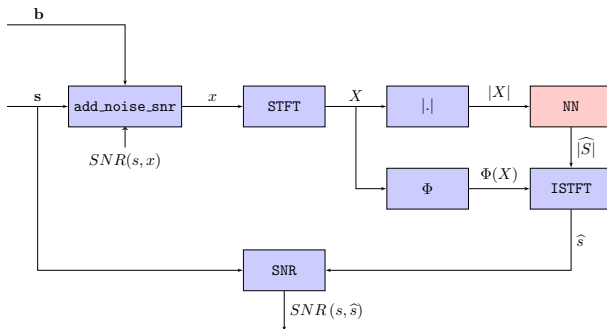 b
s
add_noise_snr
x
STFT
X
|.|
|X|
NN
SNR(s, x)
|Ŝ|
Φ
Φ(X)
ISTFT
ŝ
SNR
SNR (s, ŝ)